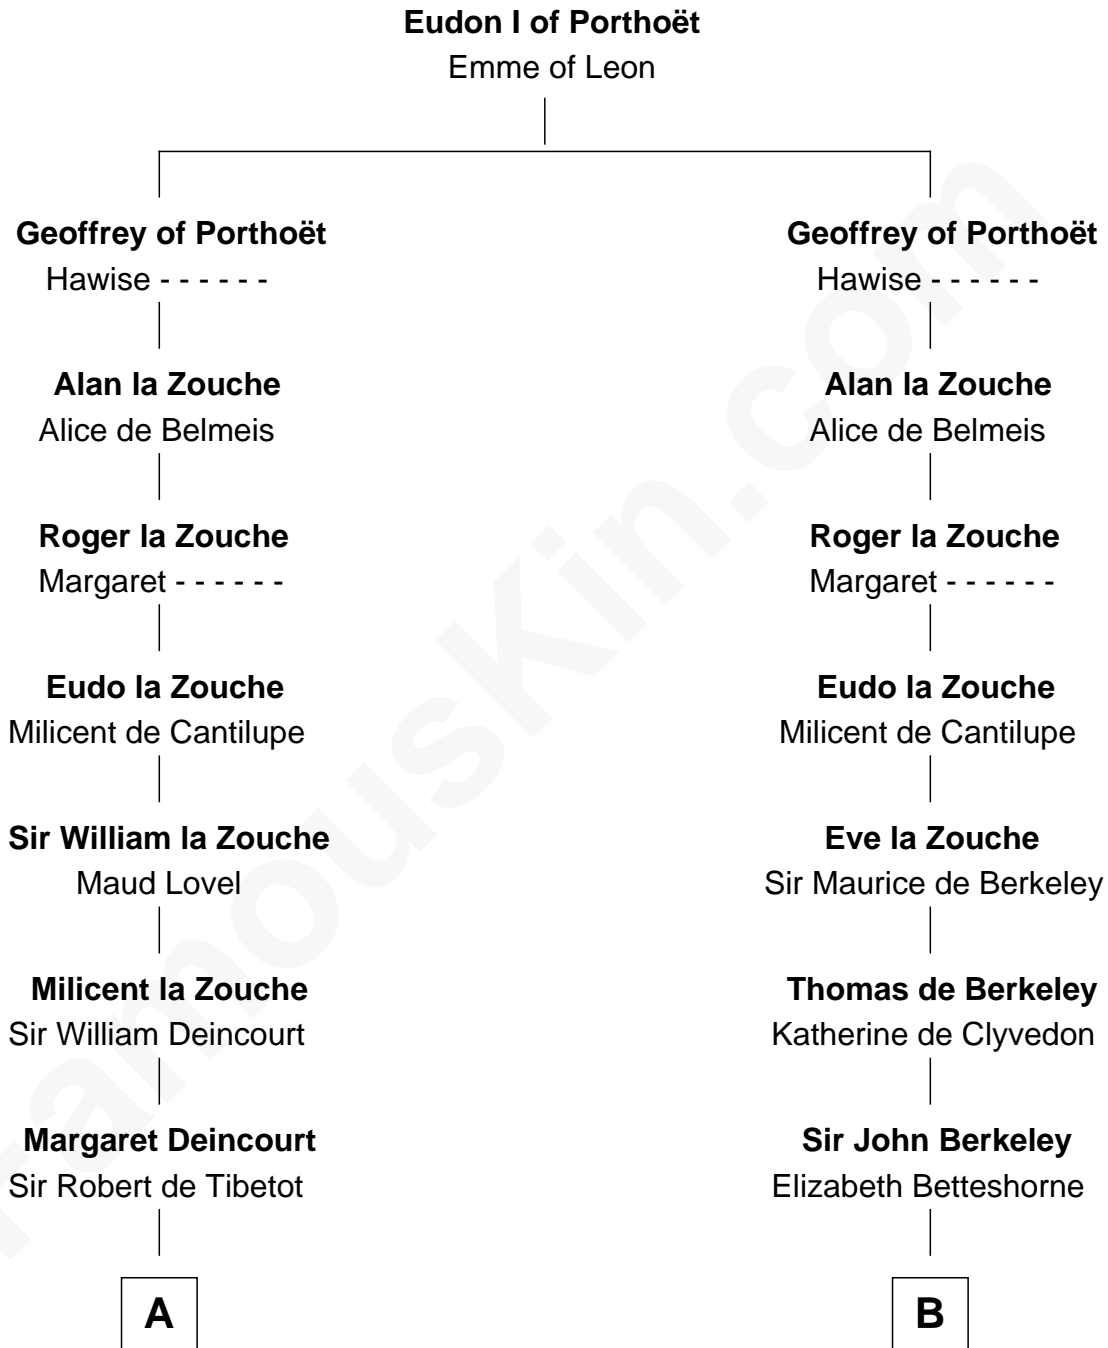 Eudon I of Porthoët
Emme of Leon
Geoffrey of Porthoët
Hawise - - - - - -
Alan la Zouche
Alice de Belmeis
Roger la Zouche
Margaret - - - - - -
Eudo la Zouche
Milicent de Cantilupe
Sir William la Zouche
Maud Lovel
Milicent la Zouche
Sir William Deincourt
Margaret Deincourt
Sir Robert de Tibetot
A
Geoffrey of Porthoët
Hawise - - - - - -
Alan la Zouche
Alice de Belmeis
Roger la Zouche
Margaret - - - - - -
Eudo la Zouche
Milicent de Cantilupe
Eve la Zouche
Sir Maurice de Berkeley
Thomas de Berkeley
Katherine de Clyvedon
Sir John Berkeley
Elizabeth Betteshorne
B
FamousKin.com